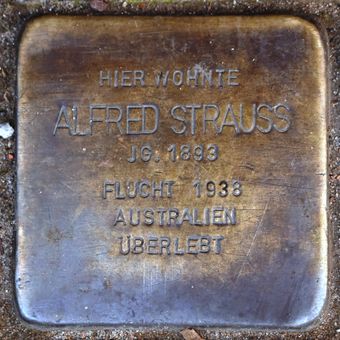 HIER WOHNTE
ALFRED STRAUSS
JG. 1893
FLUCHT 1938
AUSTRALIEN
ÜBERLEBT